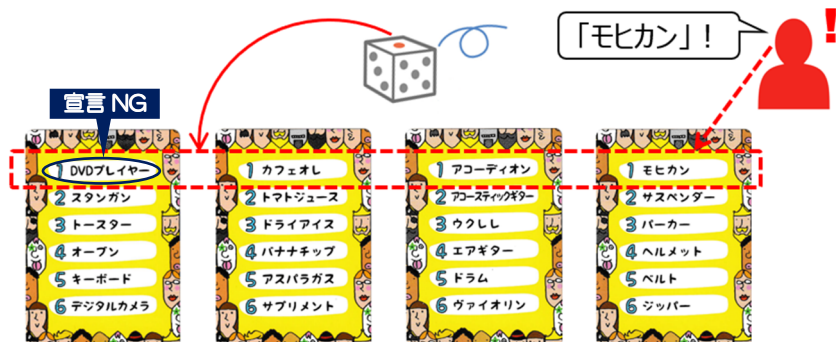 「モヒカン」！
！
宣言NG
1 DVDプレイヤー
2 スタンガン
3 トースター
4 オーブン
5 キーボード
6 デジタルカメラ
1 カフェオレ
2 トマトジュース
3 ドライアイス
4 バナナチップ
5 アスパラガス
6 サプリメント
1 アコーディオン
2 アコースティックギター
3 ウクレレ
4 エアギター
5 ドラム
6 ヴァイオリン
1 モヒカン
2 サスペンダー
3 パーカー
4 ヘルメット
5 ベルト
6 ジッパー